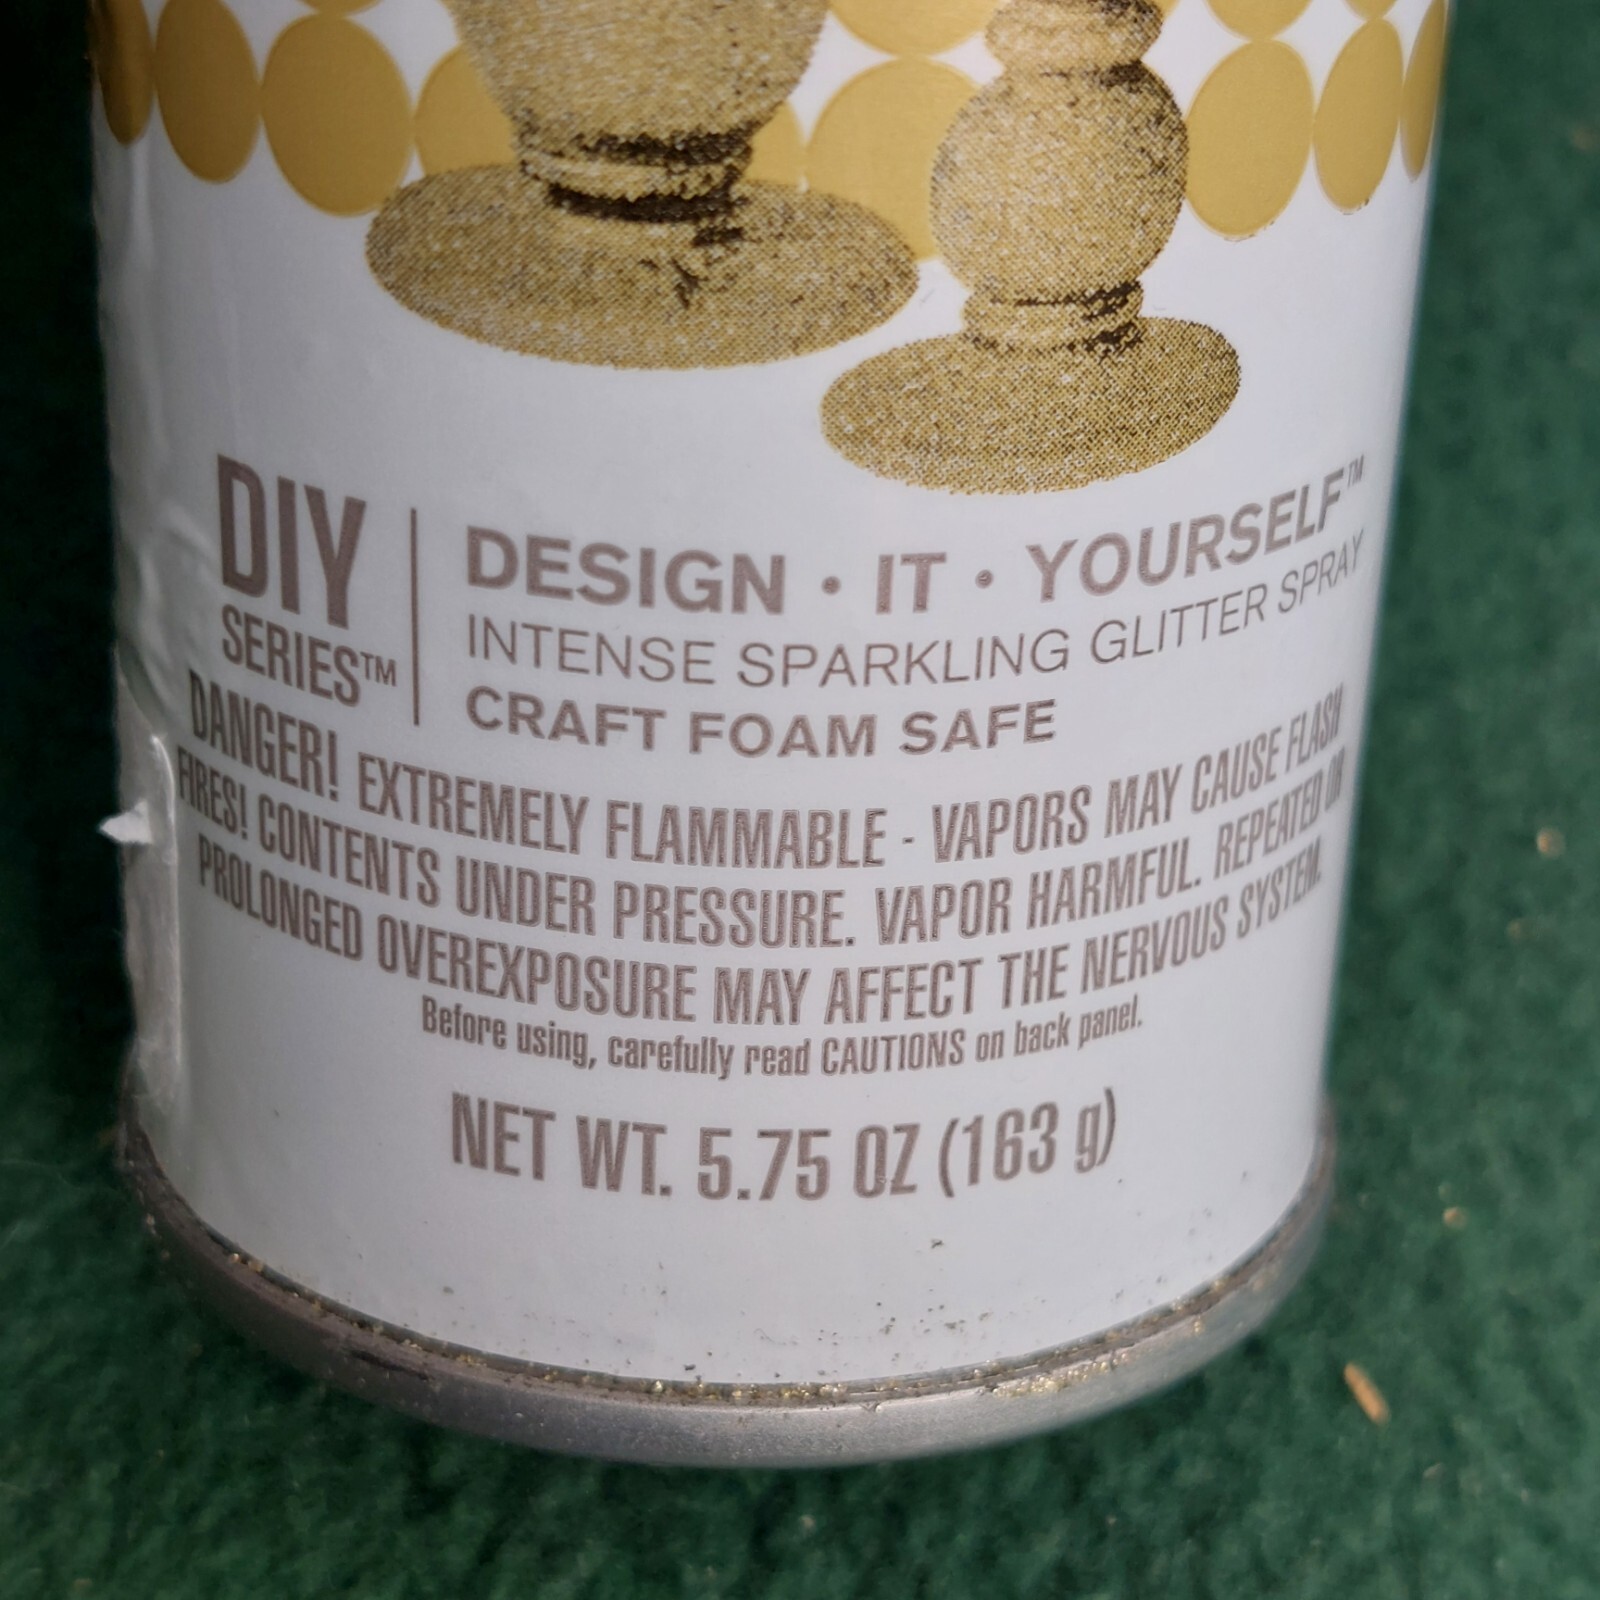 DIY
SERIES™
DESIGN • IT • YOURSELF™
INTENSE SPARKLING GLITTER SPRAY
CRAFT FOAM SAFE
DANGER! EXTREMELY FLAMMABLE - VAPORS MAY CAUSE FLASH
FIRES! CONTENTS UNDER PRESSURE. VAPOR HARMFUL. REPEATED OR
PROLONGED OVEREXPOSURE MAY AFFECT THE NERVOUS SYSTEM.
Before using, carefully read CAUTIONS on back panel.
NET WT. 5.75 OZ (163 g)